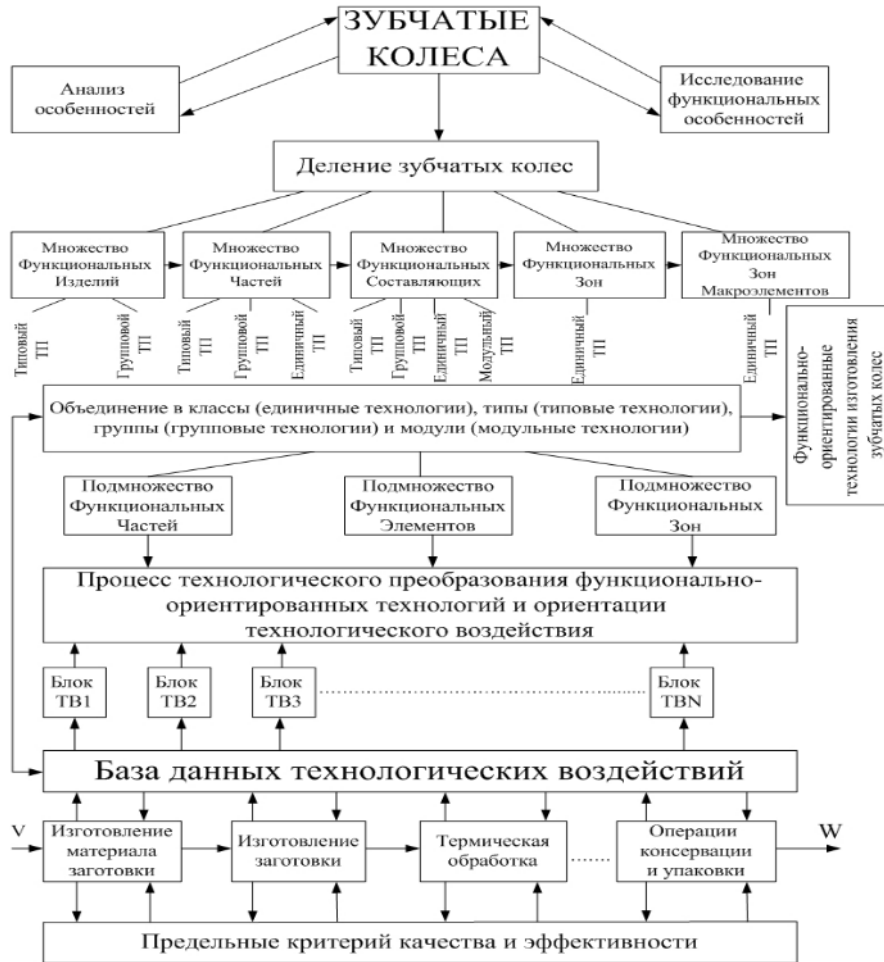 ЗУБЧАТЫЕ
КОЛЕСА
Анализ
особенностей
Исследование
функциональных
особенностей
Деление зубчатых колес
Множество
Функциональных
Изделий
Множество
Функциональных
Частей
Множество
Функциональных
Составляющих
Множество
Функциональных
Зон
Множество
Функциональных
Зон
Макроэлементов
Типовый
ТП
Групповой
ТП
Типовый
ТП
Групповой
ТП
Единичный
ТП
Типовый
ТП
Групповой
ТП
Единичный
ТП
Модульный
ТП
Единичный
ТП
Единичный
ТП
Функционально-
ориентированные
технологии изготовления
зубчатых колес
Объединение в классы (единичные технологии), типы (типовые технологии),
группы (групповые технологии) и модули (модульные технологии)
Подмножество
Функциональных
Частей
Подмножество
Функциональных
Элементов
Подмножество
Функциональных
Зон
Процесс технологического преобразования функционально-
ориентированных технологий и ориентации
технологического воздействия
Блок
ТВ1
Блок
ТВ2
Блок
ТВ3
Блок
ТВN
База данных технологических воздействий
V
Изготовление
материала
заготовки
Изготовление
заготовки
Термическая
обработка
Операции
консервации
и упаковки
W
Предельные критерий качества и эффективности